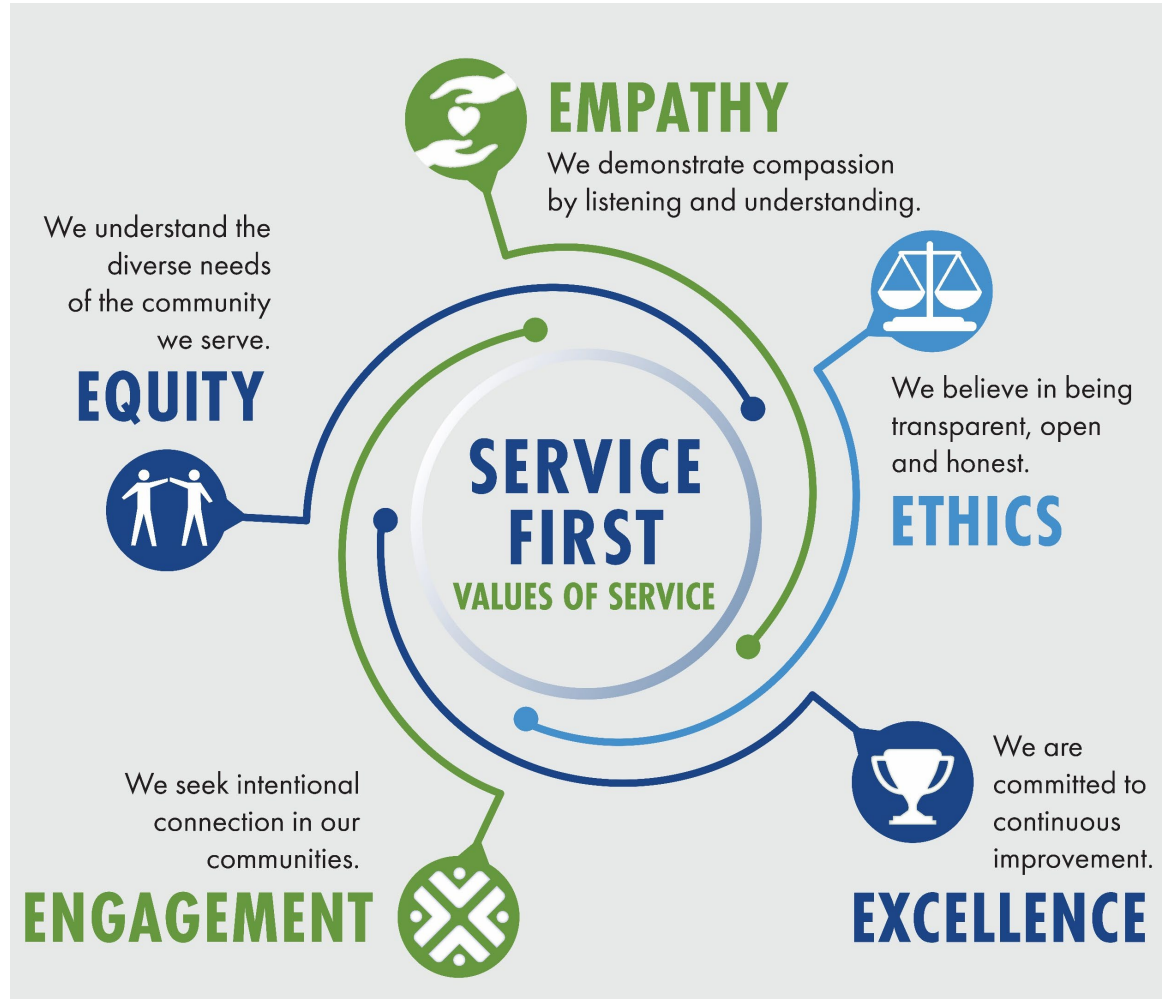 EMPATHY
We demonstrate compassion
by listening and understanding.
We understand the
diverse needs
of the community
we serve.
EQUITY
We believe in being
transparent, open
and honest.
ETHICS
SERVICE
FIRST
VALUES OF SERVICE
We are
committed to
continuous
improvement.
EXCELLENCE
We seek intentional
connection in our
communities.
ENGAGEMENT